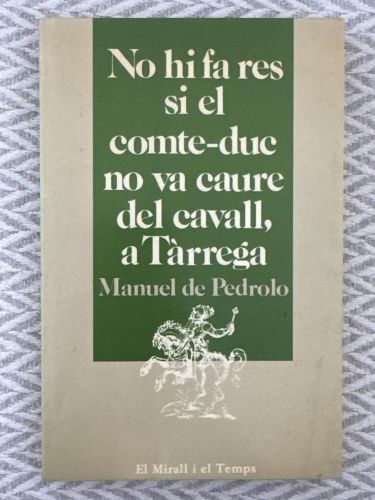 No hi fa res
si el
comte-duc
no va caure
del cavall,
a Tàrrega
Manuel de Pedrolo
El Mirall i el Temps